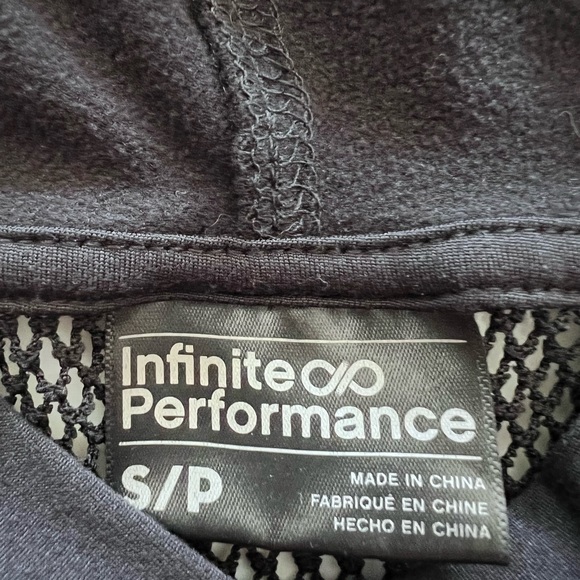 Infinite
Performance
S/P
MADE IN CHINA
FABRIQUÉ EN CHINE
HECHO EN CHINA